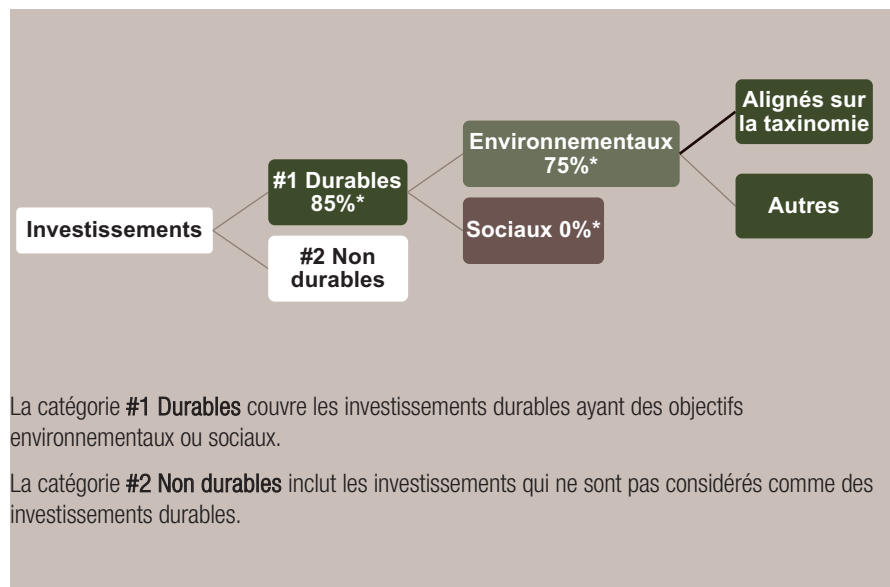 Investissements
#1 Durables
85%*
#2 Non
durables
Environnementaux
75%*
Sociaux 0%*
Alignés sur
la taxinomie
Autres
La catégorie #1 Durables couvre les investissements durables ayant des objectifs
environnementaux ou sociaux.
La catégorie #2 Non durables inclut les investissements qui ne sont pas considérés comme des
investissements durables.